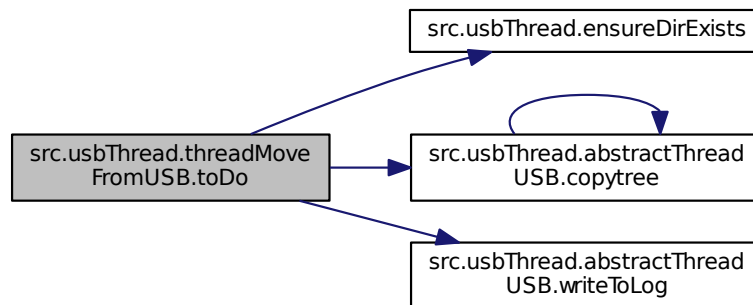 src.usbThread.ensureDirExists
src.usbThread.threadMove
FromUSB.toDo
src.usbThread.abstractThread
USB.copytree
src.usbThread.abstractThread
USB.writeToLog